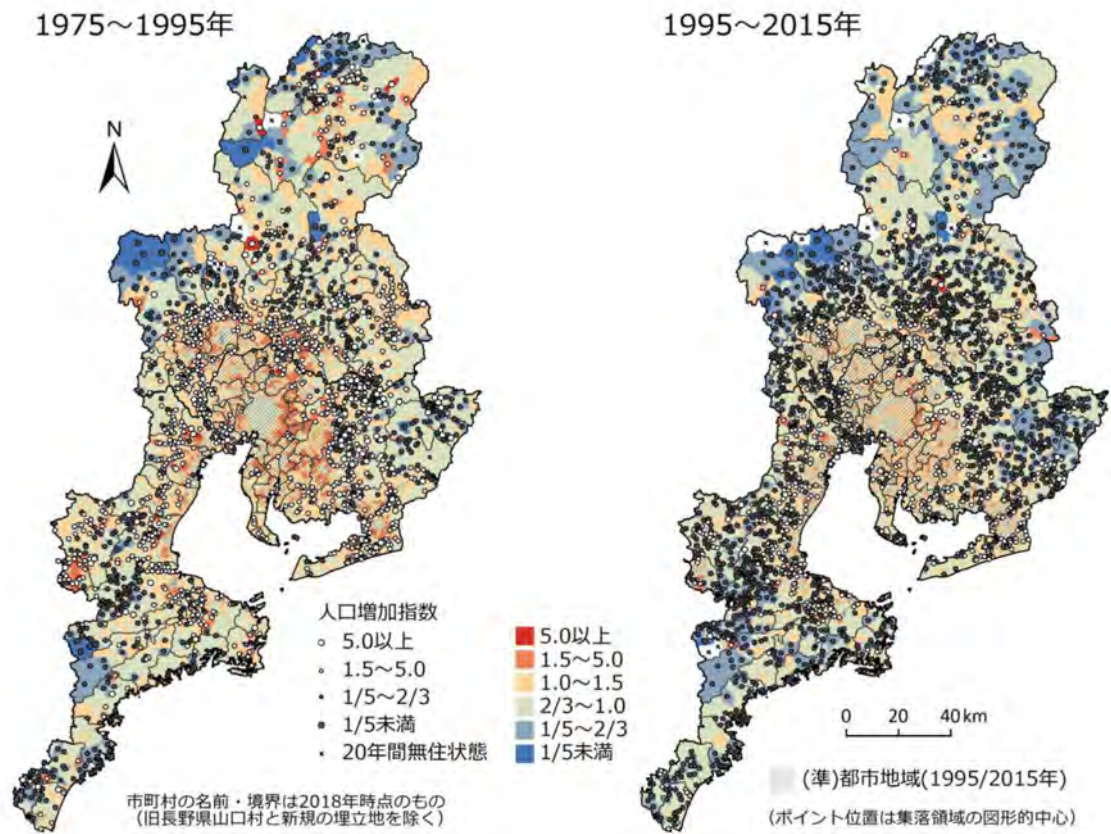 1975～1995年
1995～2015年
N
人口増加指数
5.0以上
1.5～5.0
1/5～2/3
1/5未満
20年間無住状態
5.0以上
1.5～5.0
1.0～1.5
2/3～1.0
1/5～2/3
1/5未満
0 20 40km
(準)都市地域(1995/2015年)
市町村の名前・境界は2018年時点のもの
(旧長野県山口村と新規の埋立地を除く)
(ポイント位置は集落領域の図形的中心)